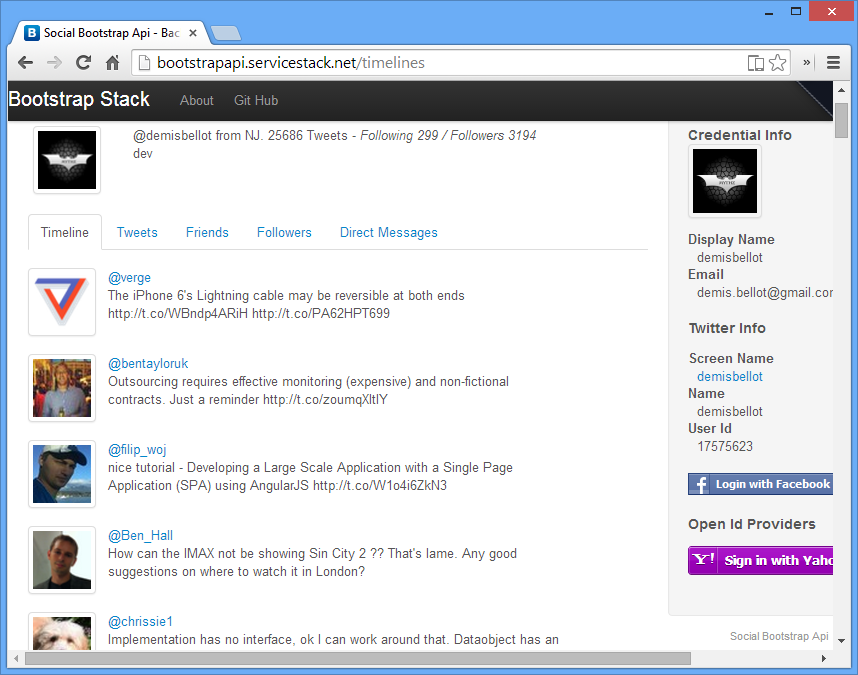 Social Bootstrap Api - Bac
bootstrapapi.servicestack.net/timelines
Bootstrap Stack About Git Hub
@demisbellot from NJ. 25686 Tweets - Following 299 / Followers 3194
dev
Timeline Tweets Friends Followers Direct Messages
@verge
The iPhone 6's Lightning cable may be reversible at both ends
http://t.co/WBndp4ARiH http://t.co/PA62HPT699
@bentayloruk
Outsourcing requires effective monitoring (expensive) and non-fictional
contracts. Just a reminder http://t.co/zoumqXltlY
@filip_woj
nice tutorial - Developing a Large Scale Application with a Single Page
Application (SPA) using AngularJS http://t.co/W1o4i6ZkN3
@Ben_Hall
How can the IMAX not be showing Sin City 2 ?? That's lame. Any good
suggestions on where to watch it in London?
@chrissie1
Implementation has no interface, ok I can work around that. Dataobject has an
Credential Info
Display Name
demisbellot
Email
demis.bellot@gmail.com
Twitter Info
Screen Name
demisbellot
Name
demisbellot
User Id
17575623
Login with Facebook
Open Id Providers
Y! Sign in with Yaho
Social Bootstrap Api